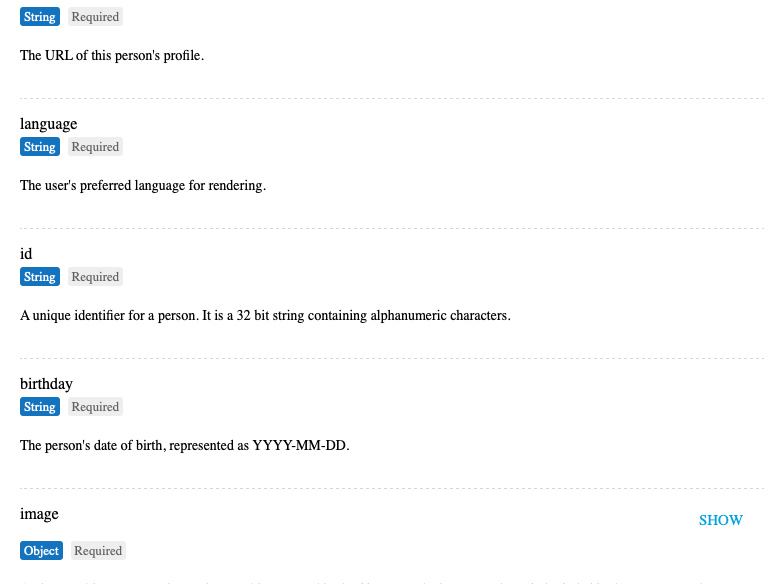 String Required
The URL of this person's profile.
language
String Required
The user's preferred language for rendering.
id
String Required
A unique identifier for a person. It is a 32 bit string containing alphanumeric characters.
birthday
String Required
The person's date of birth, represented as YYYY-MM-DD.
image
SHOW
Object Required